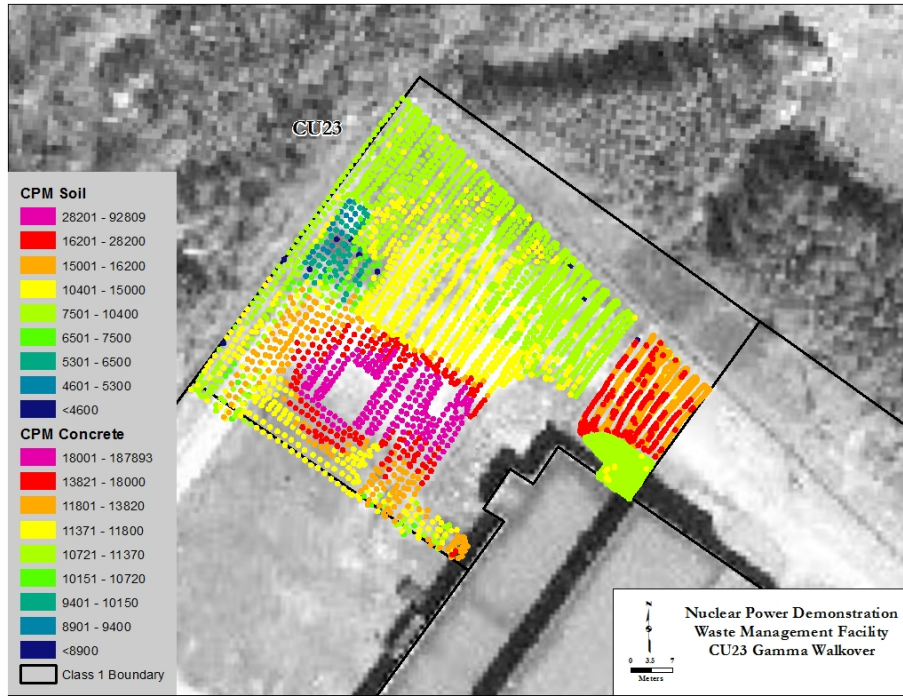 CU23
CPM Soil
28201 - 92809
16201 - 28200
15001 - 16200
10401 - 15000
7501 - 10400
6501 - 7500
5301 - 6500
4601 - 5300
<4600
CPM Concrete
18001 - 187893
13821 - 18000
11801 - 13820
11371 - 11800
10721 - 11370
10151 - 10720
9401 - 10150
8901 - 9400
<8900
Class 1 Boundary
N
0 3.5 7
Meters
Nuclear Power Demonstration
Waste Management Facility
CU23 Gamma Walkover